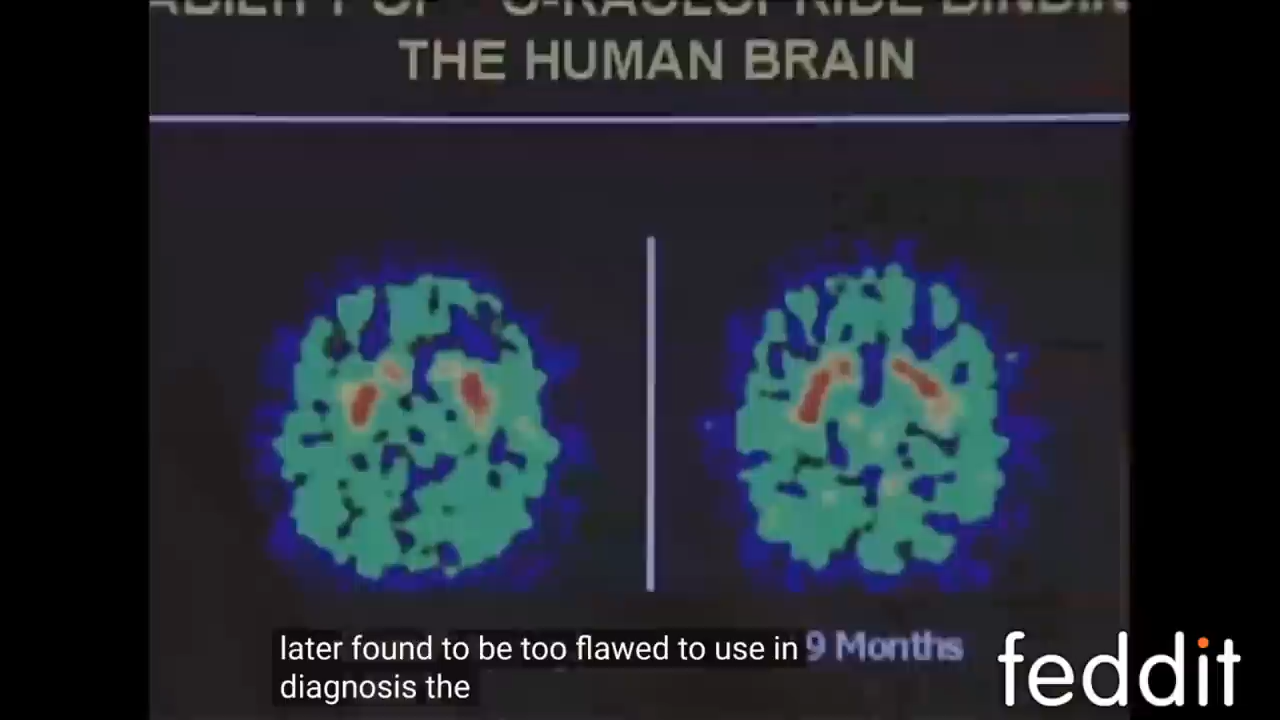 THE HUMAN BRAIN
later found to be too flawed to use in 9 Months
diagnosis the
feddit